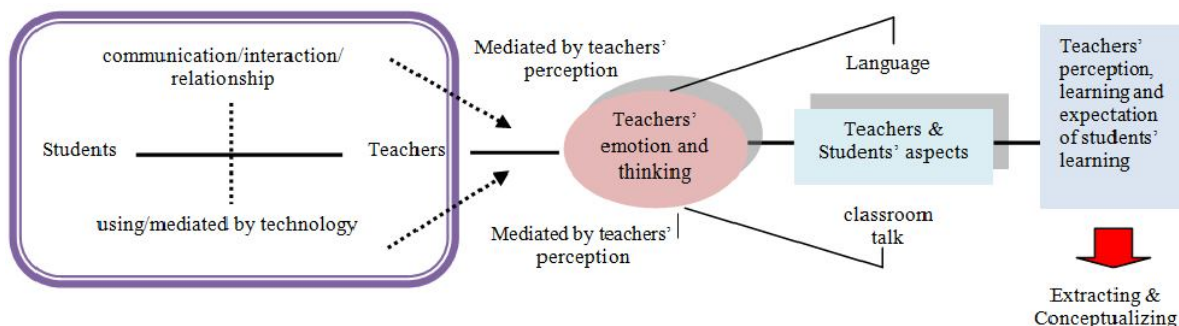 communication/interaction/
relationship
Students
Teachers
using/mediated by technology
Mediated by teachers’
perception
Mediated by teachers’
perception
Teachers’
emotion and
thinking
Language
classroom
talk
Teachers &
Students’ aspects
Teachers’
perception,
learning and
expectation
of students’
learning
Extracting &
Conceptualizing